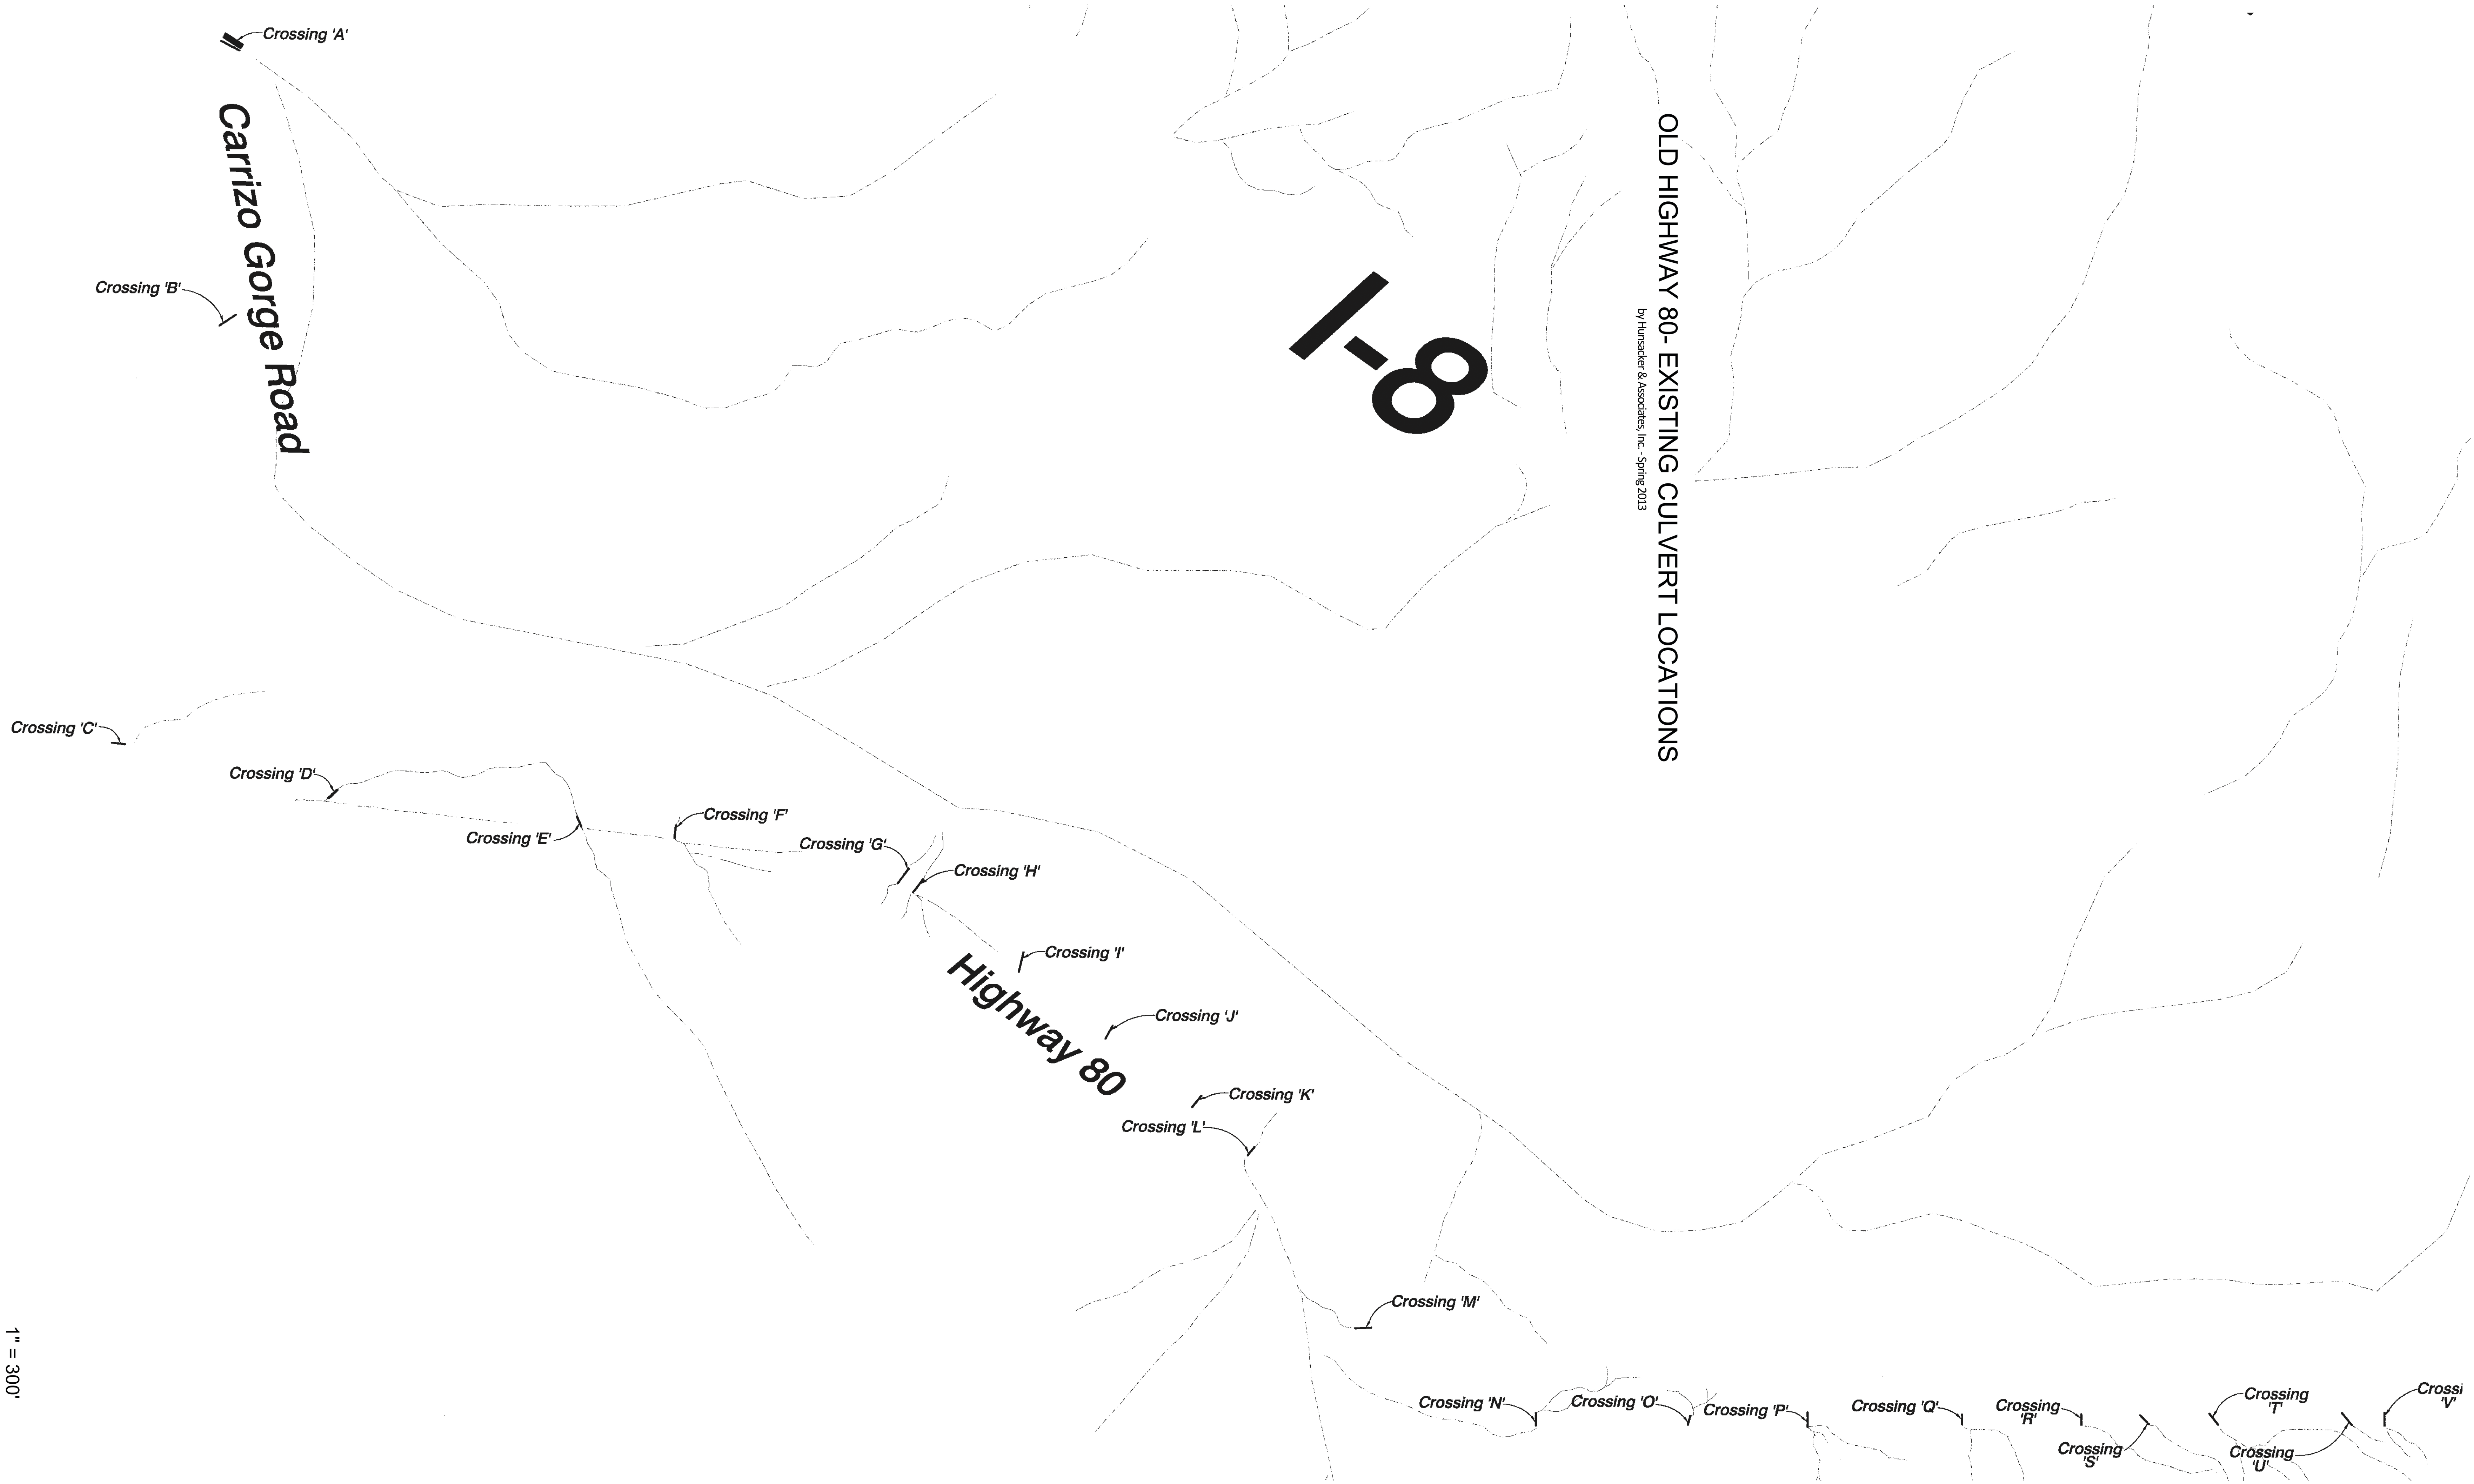 Crossing 'A'
Carrizo Gorge Road
Crossing 'B'
I-8
OLD HIGHWAY 80- EXISTING CULVERT LOCATIONS
by Hunsacker & Associates, Inc. - Spring 2013
Crossing 'C'
Crossing 'D'
Crossing 'E'
Crossing 'F'
Crossing 'G'
Crossing 'H'
Crossing 'I'
Highway 80
Crossing 'J'
Crossing 'K'
Crossing 'L'
Crossing 'M'
Crossing 'N'
Crossing 'O'
Crossing 'P'
Crossing 'Q'
Crossing
'R'
Crossing
'S'
Crossing
'T'
Crossing
'U'
Crossi
'V'
1" = 300'